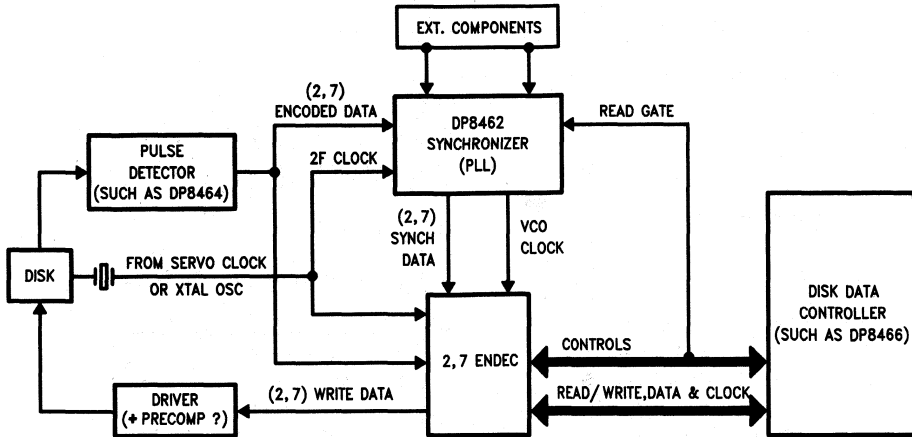 EXT. COMPONENTS
(2,7)
ENCODED DATA
DP8462
SYNCHRONIZER
(PLL)
READ GATE
PULSE
DETECTOR
(SUCH AS DP8464)
2F CLOCK
(2,7)
SYNCH
DATA
VCO
CLOCK
DISK
FROM SERVO CLOCK
OR XTAL OSC
DISK DATA
CONTROLLER
(SUCH AS DP8466)
2,7 ENDEC
CONTROLS
DRIVER
(+ PRECOMP ?)
(2,7) WRITE DATA
READ/WRITE,DATA & CLOCK